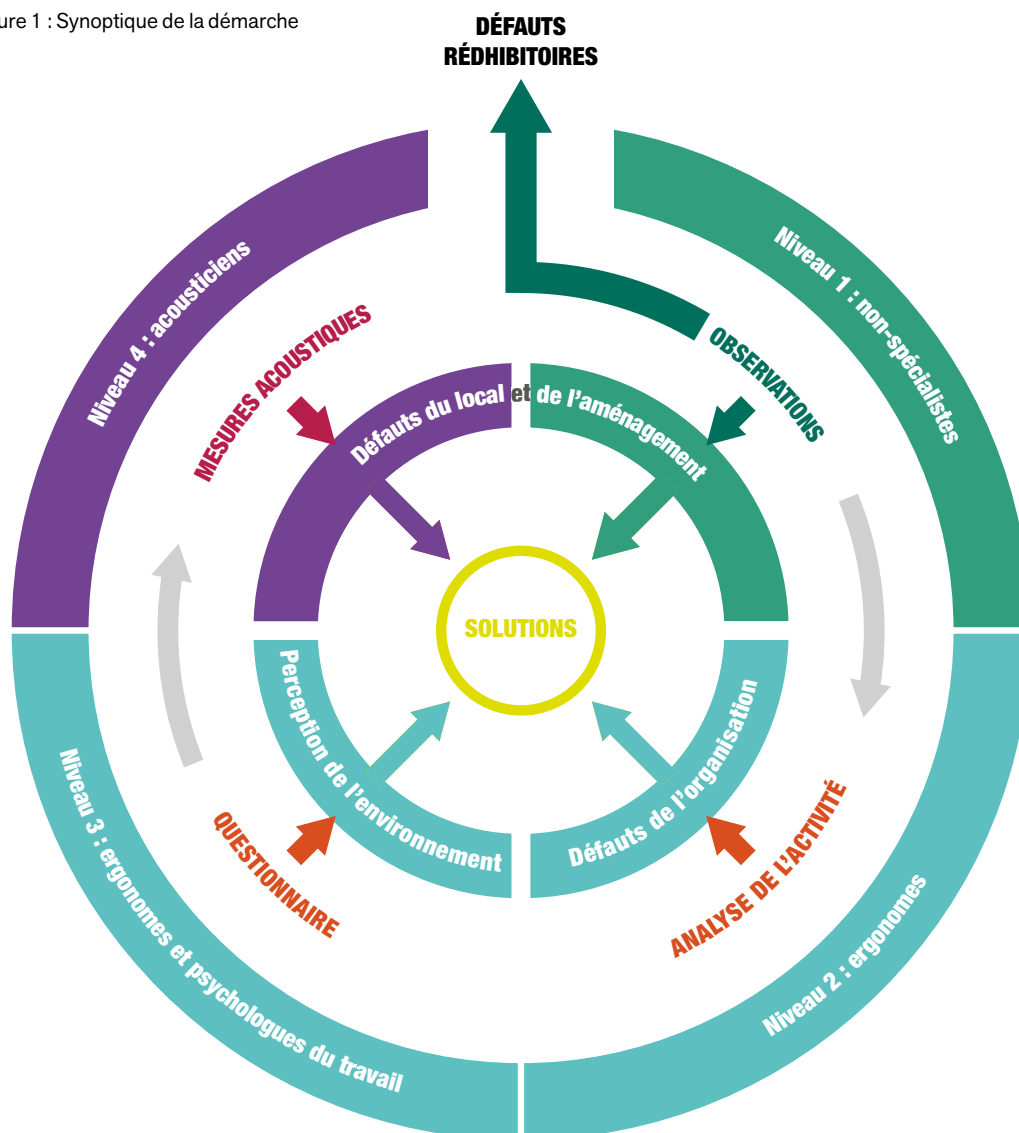 ure 1 : Synoptique de la démarche
DÉFAUTS
RÉDHIBITOIRES
Niveau 1 : non-spécialistes
Niveau 4 : acousticiens
OBSERVATIONS
MESURES ACOUSTIQUES
Défauts du local et de l'aménagement
SOLUTIONS
Perception de l'environnement
Défauts de l'organisation
QUESTIONNAIRE
ANALYSE DE L'ACTIVITÉ
Niveau 3 : ergonomes et psychologues du travail
Niveau 2 : ergonomes